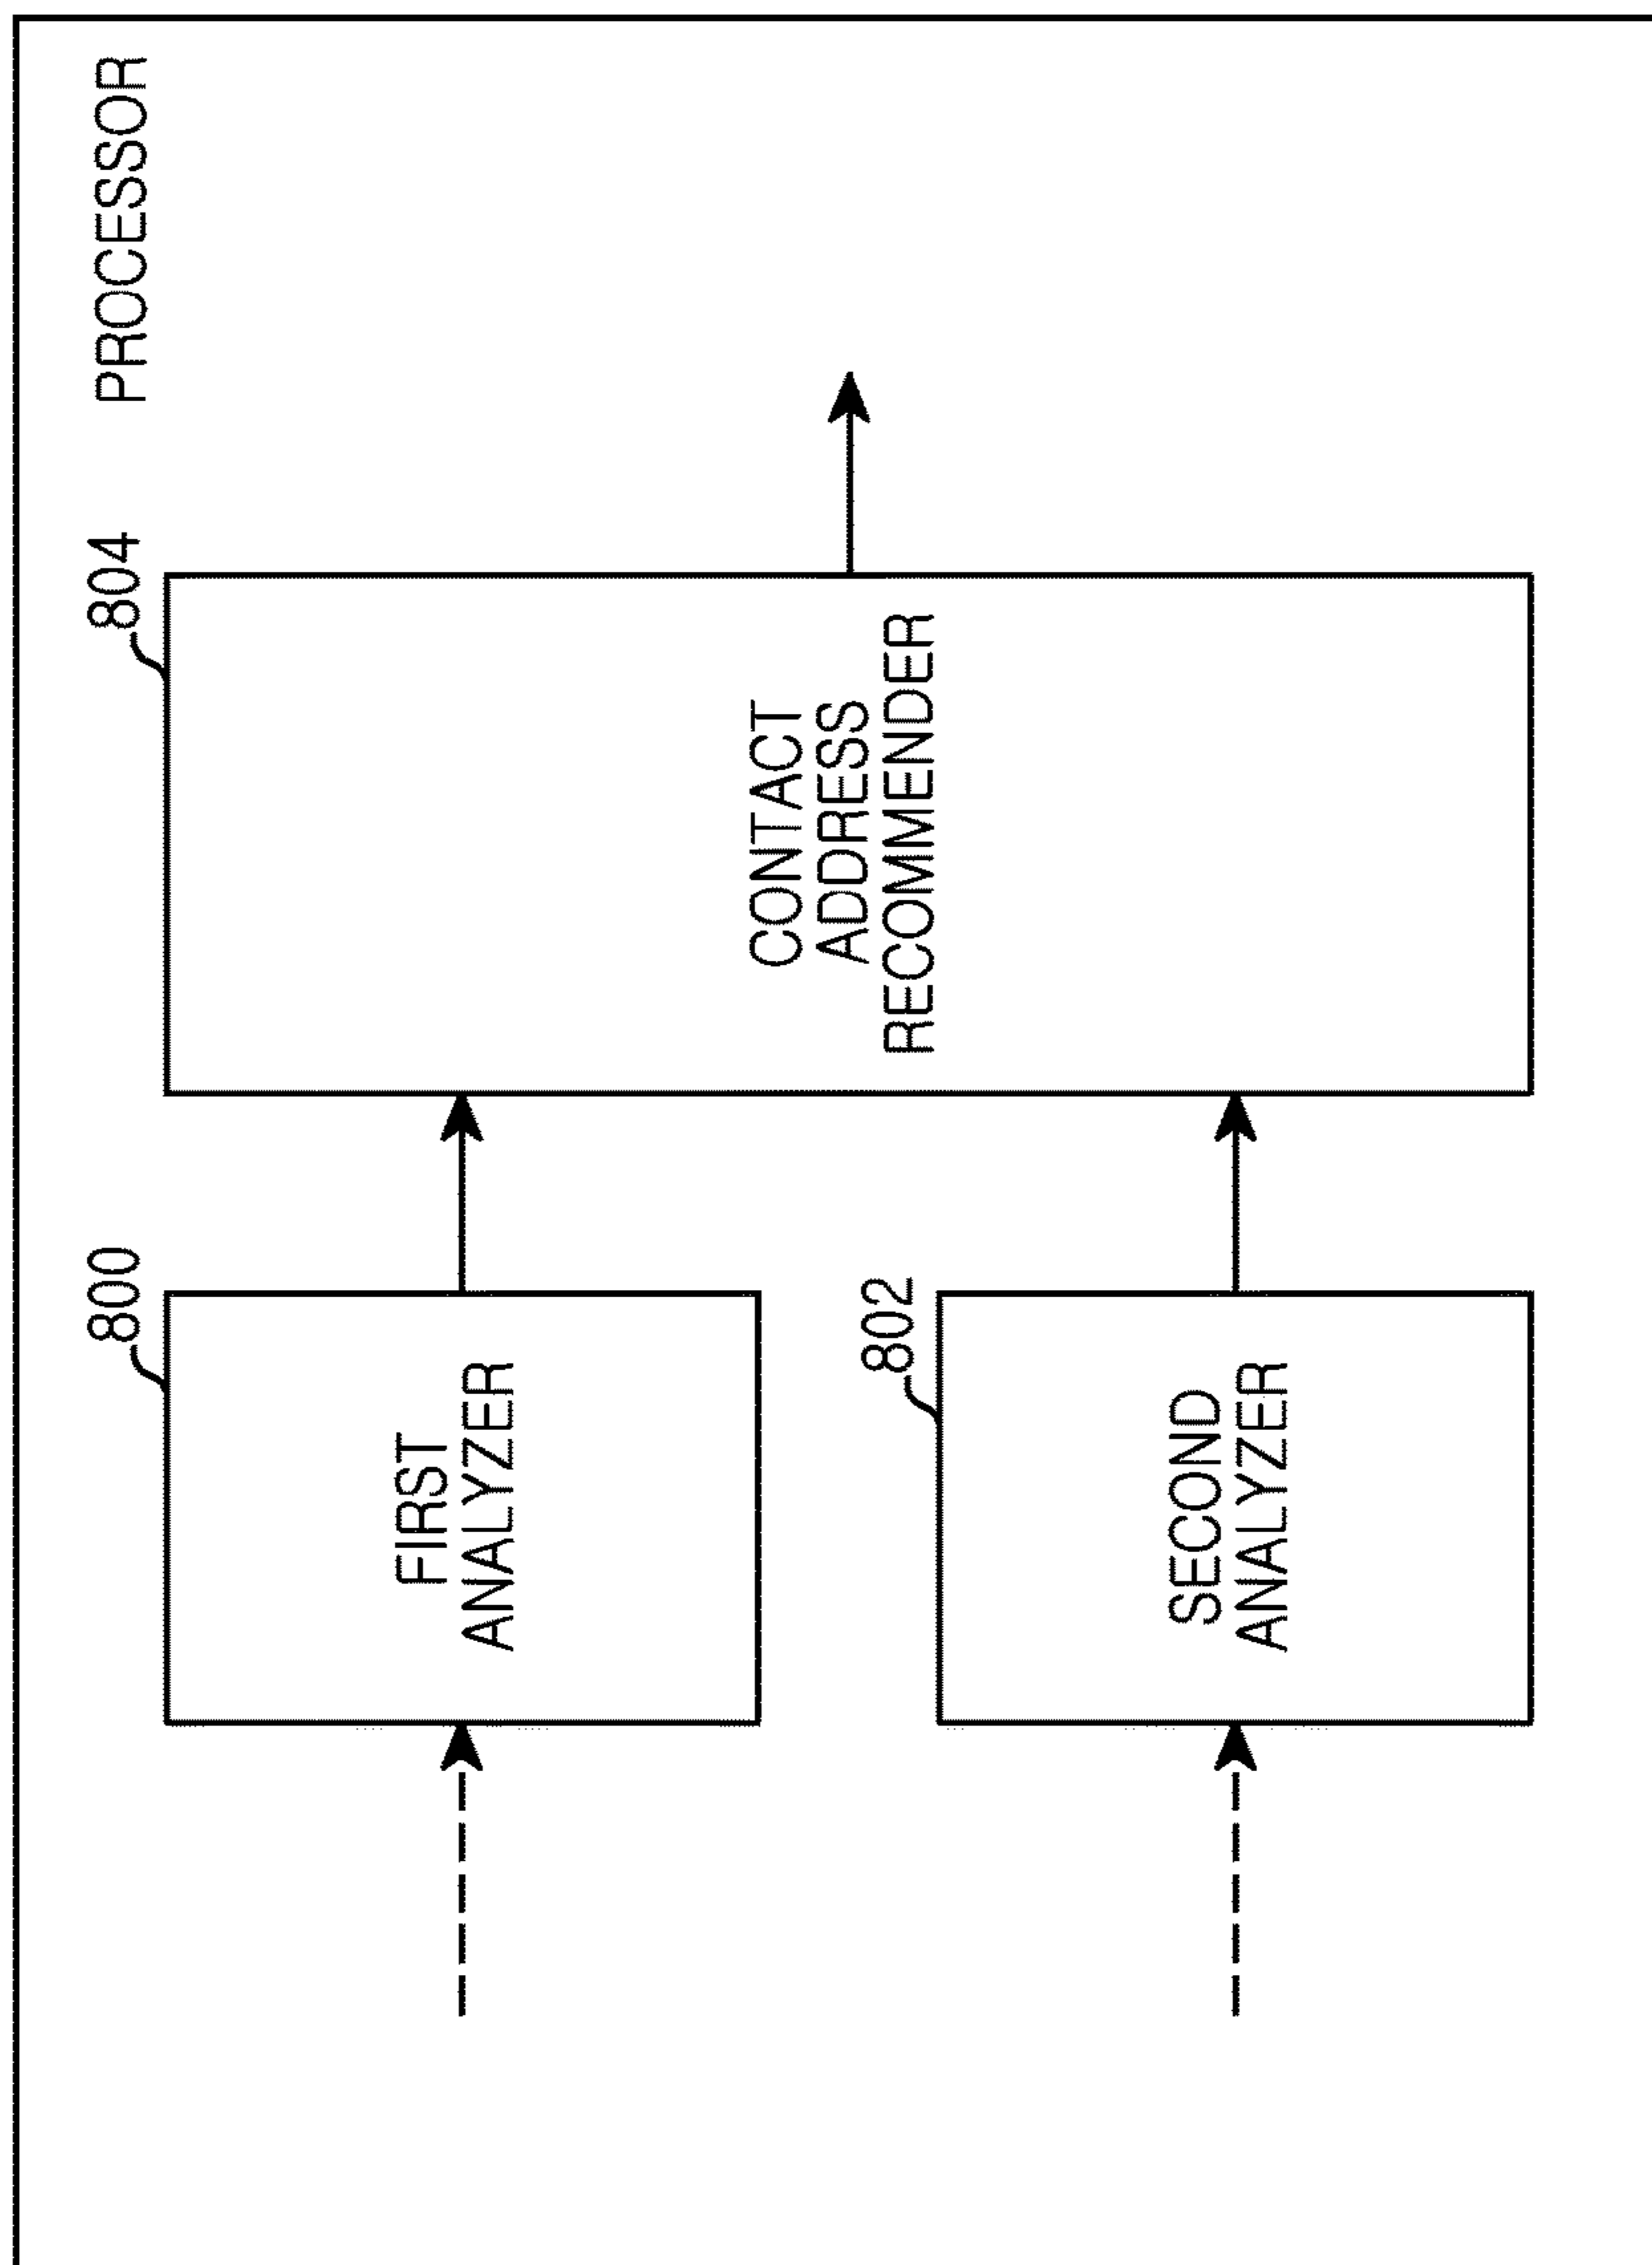 PROCESSOR
800
FIRST
ANALYZER
802
SECOND
ANALYZER
804
CONTACT
ADDRESS
RECOMMENDER